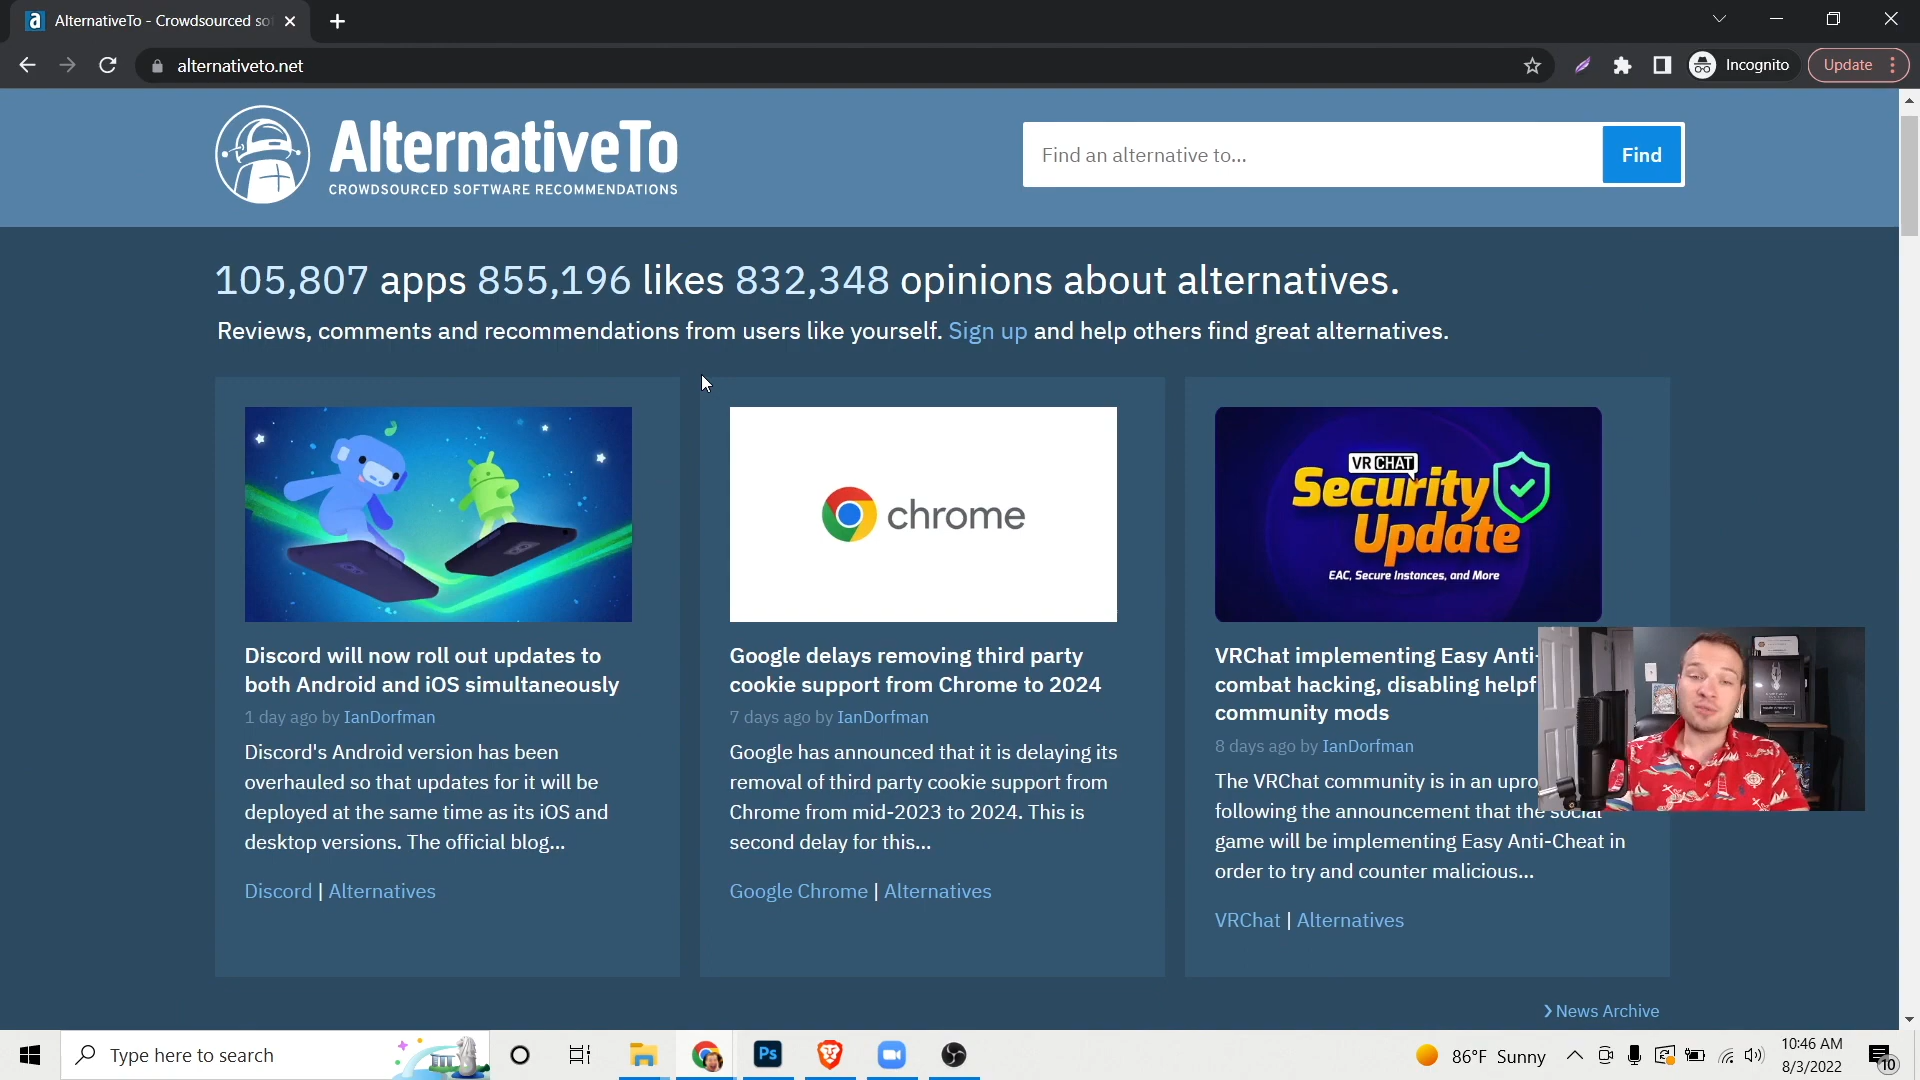 AlternativeTo - Crowdsourced so
alternativeto.net
Incognito
Update
AlternativeTo
CROWDSOURCED SOFTWARE RECOMMENDATIONS
Find an alternative to...
Find
105,807 apps 855,196 likes 832,348 opinions about alternatives.
Reviews, comments and recommendations from users like yourself. Sign up and help others find great alternatives.
chrome
VRCHAT
Security
Update
EAC, Secure Instances, and More
Discord will now roll out updates to
both Android and iOS simultaneously
1 day ago by IanDorfman
Discord's Android version has been
overhauled so that updates for it will be
deployed at the same time as its iOS and
desktop versions. The official blog...
Discord | Alternatives
Google delays removing third party
cookie support from Chrome to 2024
7 days ago by IanDorfman
Google has announced that it is delaying its
removal of third party cookie support from
Chrome from mid-2023 to 2024. This is
second delay for this...
Google Chrome | Alternatives
VRChat implementing Easy Anti-
combat hacking, disabling helpf
community mods
8 days ago by IanDorfman
The VRChat community is in an upro
following the announcement that the social
game will be implementing Easy Anti-Cheat in
order to try and counter malicious...
VRChat | Alternatives
News Archive
Type here to search
Ps
86°F Sunny
10:46 AM
8/3/2022
10